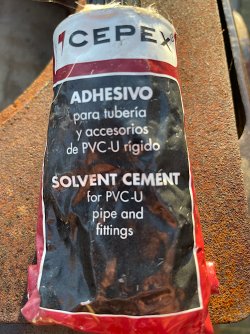 CEPEX
ADHESIVO
para tubería
y accesorios
de PVC-U rígido
SOLVENT CEMENT
for PVC-U
pipe and
fittings